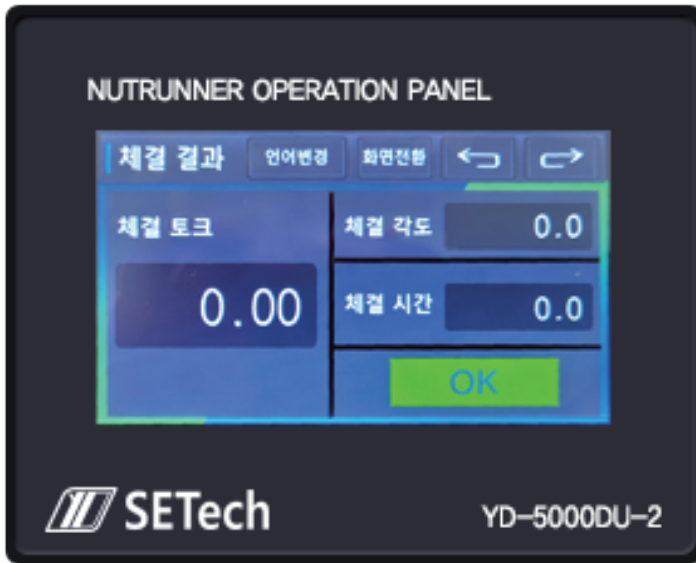 NUTRUNNER OPERATION PANEL
체결 결과 언어변경 화면전환
체결 토크
0.00
체결 각도 0.0
체결 시간 0.0
OK
SETech
YD-5000DU-2